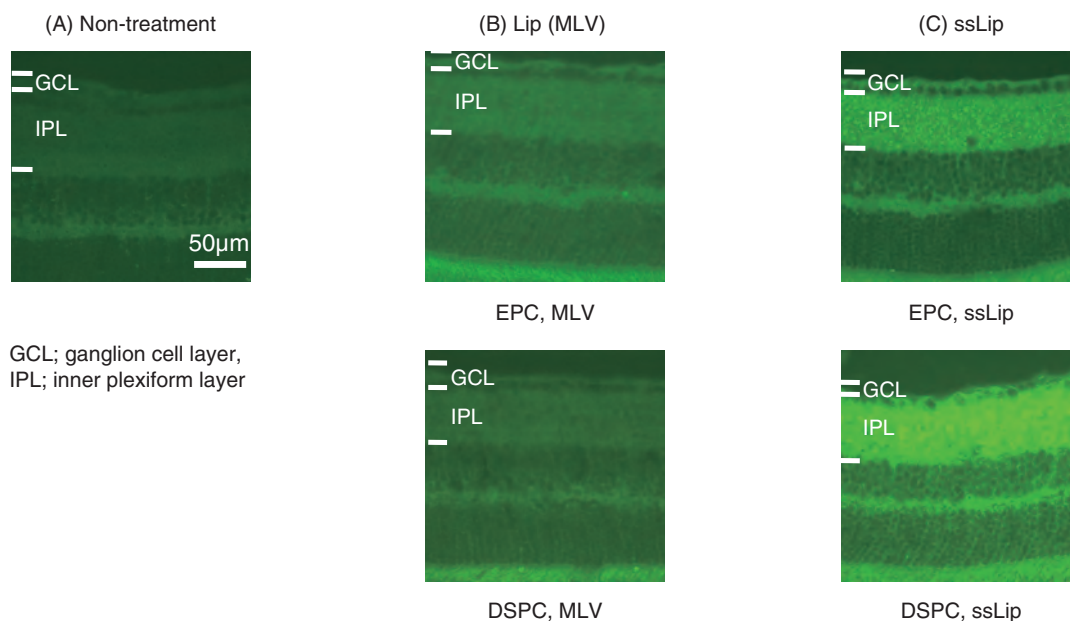 (A) Non-treatment
(B) Lip (MLV)
(C) ssLip
GCL
IPL
50μm
GCL
IPL
EPC, MLV
GCL
IPL
EPC, ssLip
GCL; ganglion cell layer,
IPL; inner plexiform layer
GCL
IPL
DSPC, MLV
GCL
IPL
DSPC, ssLip